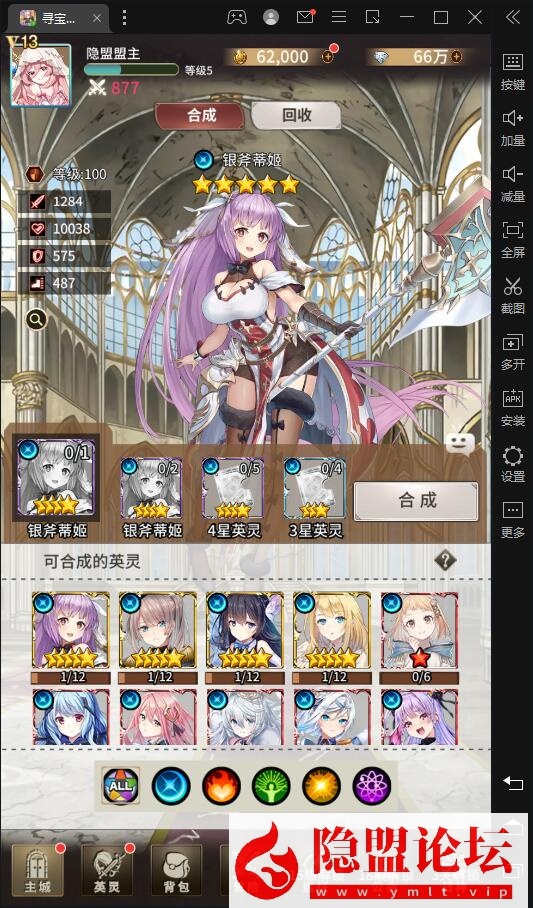 寻宝...
V13
隐盟盟主
等级5
877
62,000
66万
合成
回收
银斧蒂姬
等级:100
1284
10038
575
487
按键
加量
减量
全屏
截图
多开
APK
安装
设置
更多
0/1
0/2
0/5
0/4
银斧蒂姬
银斧蒂姬
4星英灵
3星英灵
合成
可合成的英灵
?
1/12
1/12
1/12
1/12
0/6
ALL
主城
英灵
背包
隐盟论坛
www.ymlt.vip